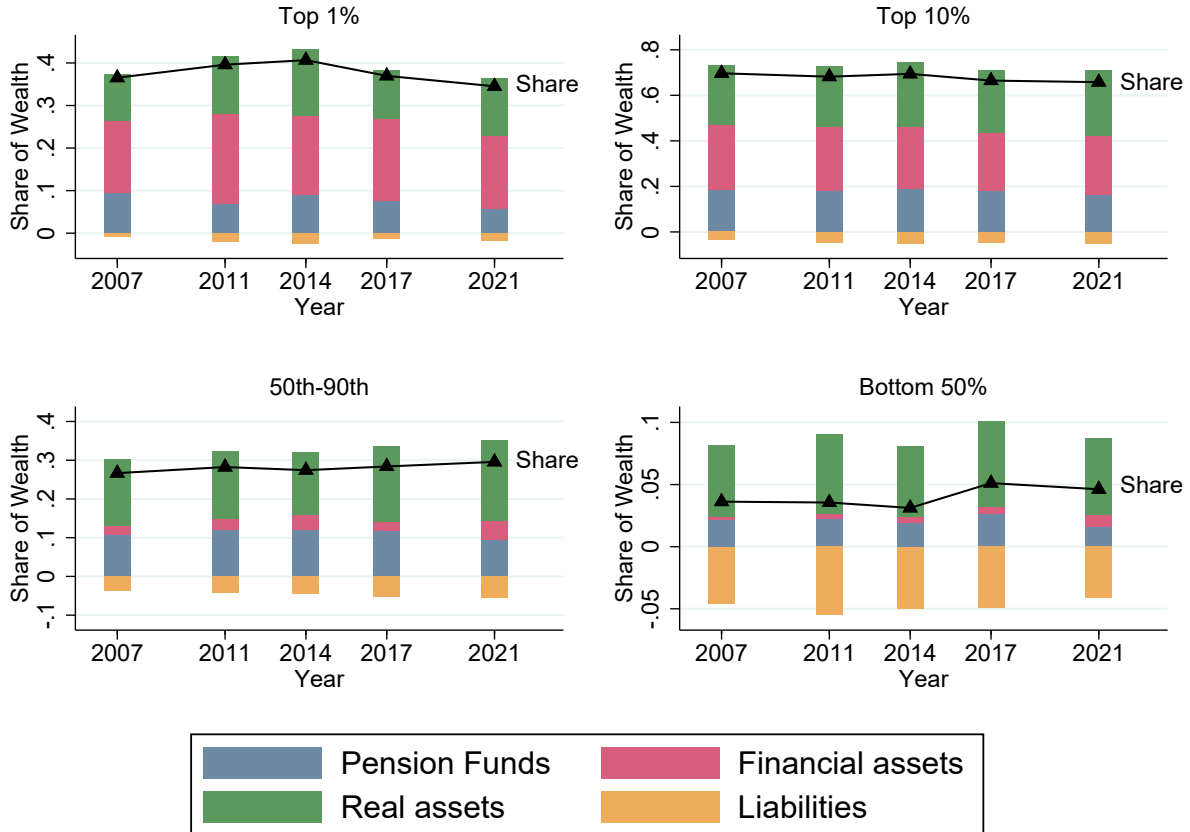 Top 1%
Share of Wealth
.4
.3
.2
.1
0
Share
2007 2011 2014 2017 2021
Year
Top 10%
Share of Wealth
.8
.6
.4
.2
0
Share
2007 2011 2014 2017 2021
Year
50th-90th
Share of Wealth
.4
.3
.2
.1
0
-.1
Share
2007 2011 2014 2017 2021
Year
Bottom 50%
Share of Wealth
.1
.05
0
-.05
Share
2007 2011 2014 2017 2021
Year
Pension Funds Financial assets
Real assets Liabilities